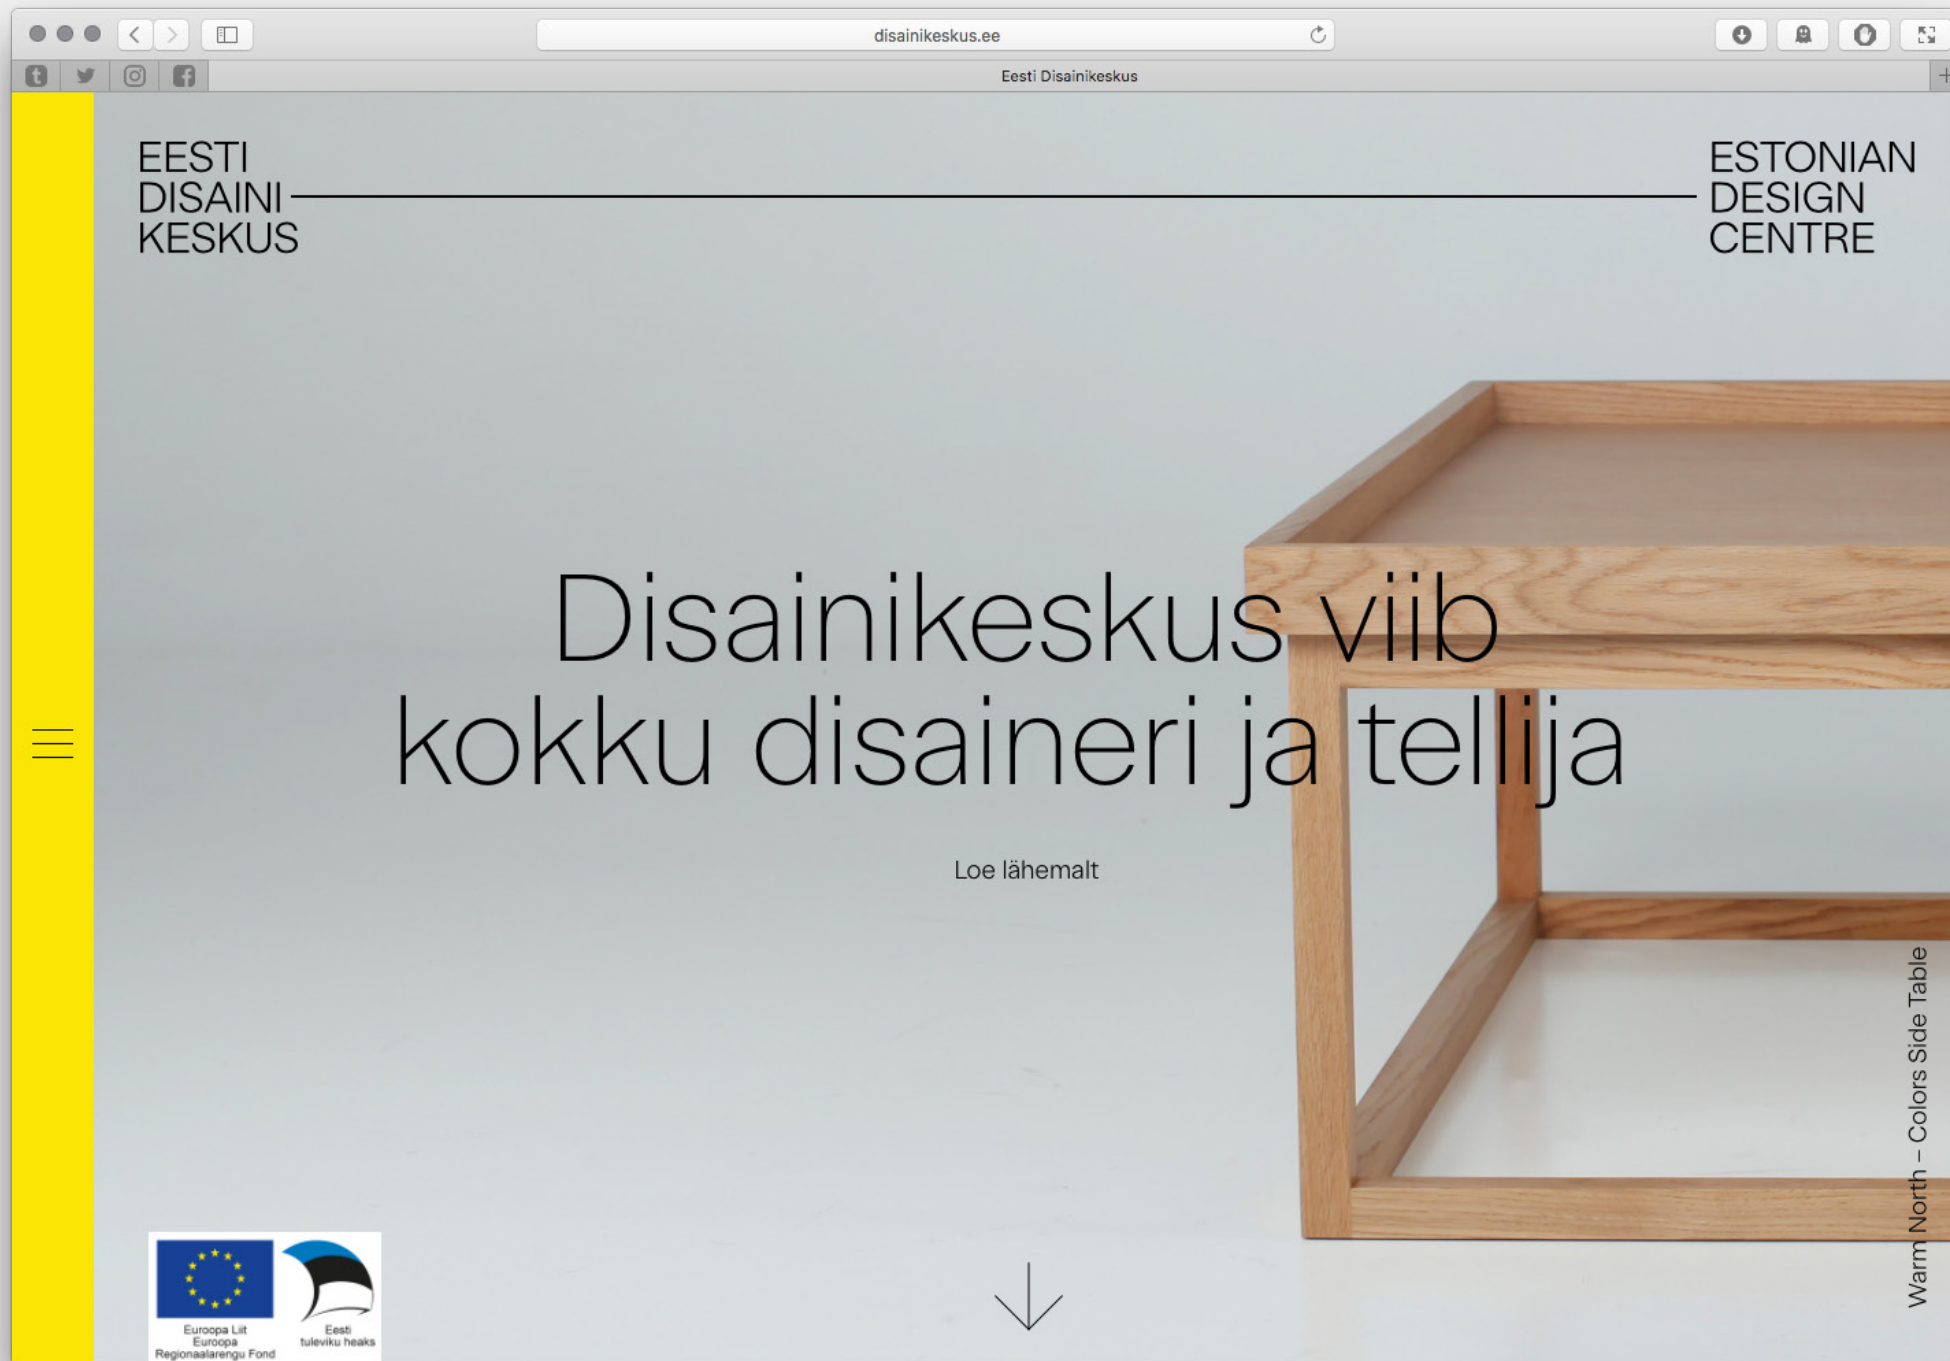 disainikeskus.ee
Eesti Disainikeskus
EESTI
DISAINI
KESKUS
ESTONIAN
DESIGN
CENTRE
Disainikeskus viib
kokku disaineri ja tellija
Loe lähemalt
Warm North – Colors Side Table
Euroopa Liit
Euroopa
Regionaalarengu Fond
Eesti
tuleviku heaks